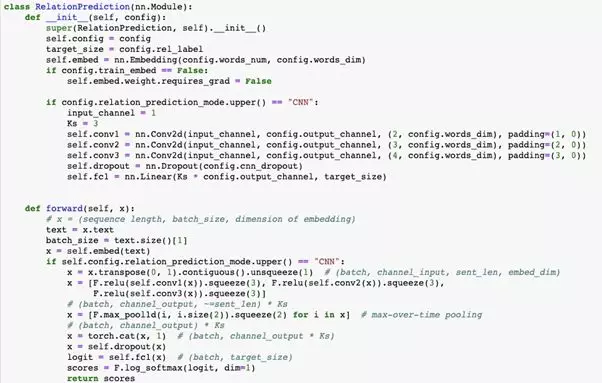 class RelationPrediction(nn.Module):
    def __init__(self, config):
        super(RelationPrediction, self).__init__()
        self.config = config
        target_size = config.rel_label
        self.embed = nn.Embedding(config.words_num, config.words_dim)
        if config.train_embed == False:
            self.embed.weight.requires_grad = False

        if config.relation_prediction_mode.upper() == "CNN":
            input_channel = 1
            Ks = 3
            self.conv1 = nn.Conv2d(input_channel, config.output_channel, (2, config.words_dim), padding=(1, 0))
            self.conv2 = nn.Conv2d(input_channel, config.output_channel, (3, config.words_dim), padding=(2, 0))
            self.conv3 = nn.Conv2d(input_channel, config.output_channel, (4, config.words_dim), padding=(3, 0))
            self.dropout = nn.Dropout(config.cnn_dropout)
            self.fc1 = nn.Linear(Ks * config.output_channel, target_size)

    def forward(self, x):
        # x = (sequence length, batch_size, dimension of embedding)
        text = x.text
        batch_size = text.size()[1]
        x = self.embed(text)
        if self.config.relation_prediction_mode.upper() == "CNN":
            x = x.transpose(0, 1).contiguous().unsqueeze(1)  # (batch, channel_input, sent_len, embed_dim)
            x = [F.relu(self.conv1(x)).squeeze(3), F.relu(self.conv2(x)).squeeze(3),
                 F.relu(self.conv3(x)).squeeze(3)]
            # (batch, channel_output, ~=sent_len) * Ks
            x = [F.max_pool1d(i, i.size(2)).squeeze(2) for i in x]  # max-over-time pooling
            # (batch, channel_output) * Ks
            x = torch.cat(x, 1)  # (batch, channel_output * Ks)
            x = self.dropout(x)
            logit = self.fc1(x)  # (batch, target_size)
            scores = F.log_softmax(logit, dim=1)
            return scores